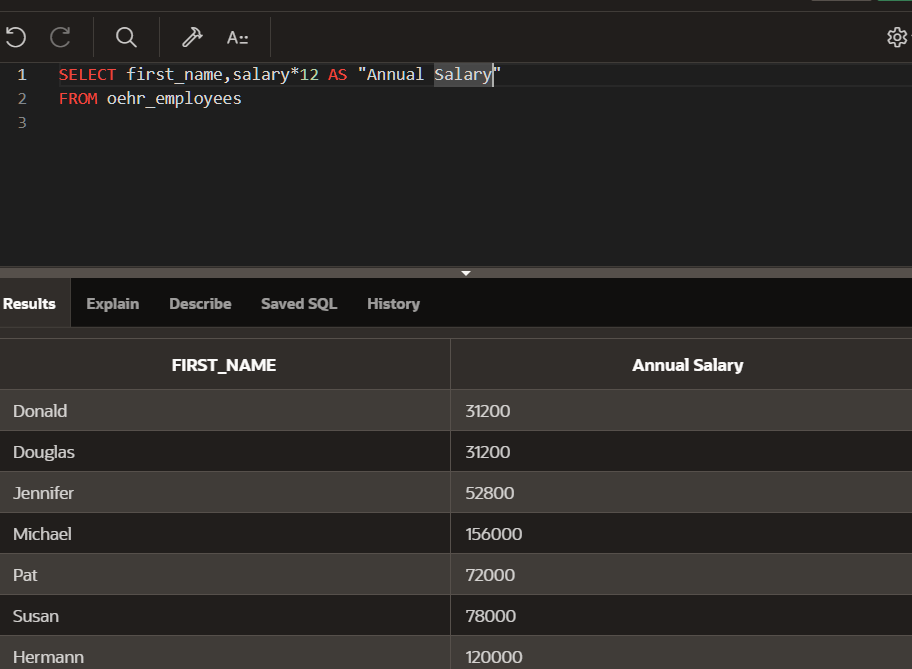 A
1 SELECT first_name,salary*12 AS "Annual Salary"
2 FROM oehr_employees
3
Results Explain Describe Saved SQL History
FIRST_NAME Annual Salary
Donald 31200
Douglas 31200
Jennifer 52800
Michael 156000
Pat 72000
Susan 78000
Hermann 120000